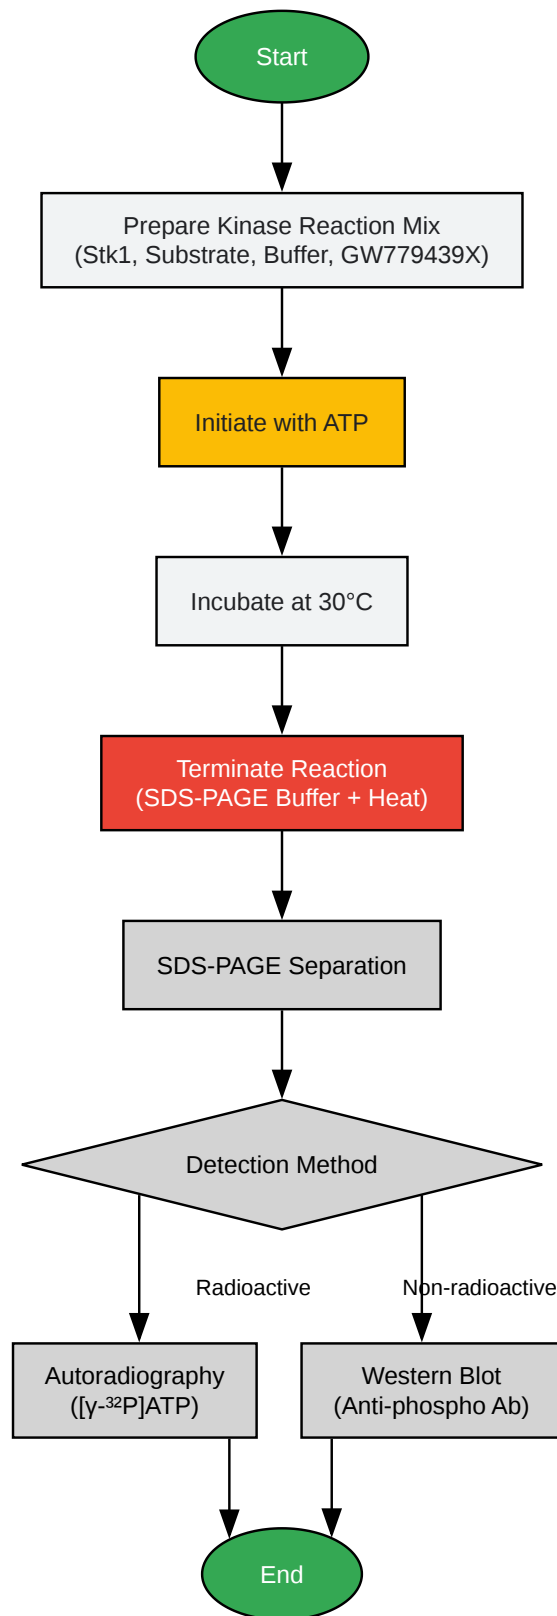 Start
Prepare Kinase Reaction Mix
(Stk1, Substrate, Buffer, GW779439X)
Initiate with ATP
Incubate at 30°C
Terminate Reaction
(SDS-PAGE Buffer + Heat)
SDS-PAGE Separation
Detection Method
Radioactive
Non-radioactive
Autoradiography
([γ-³²P]ATP)
Western Blot
(Anti-phospho Ab)
End